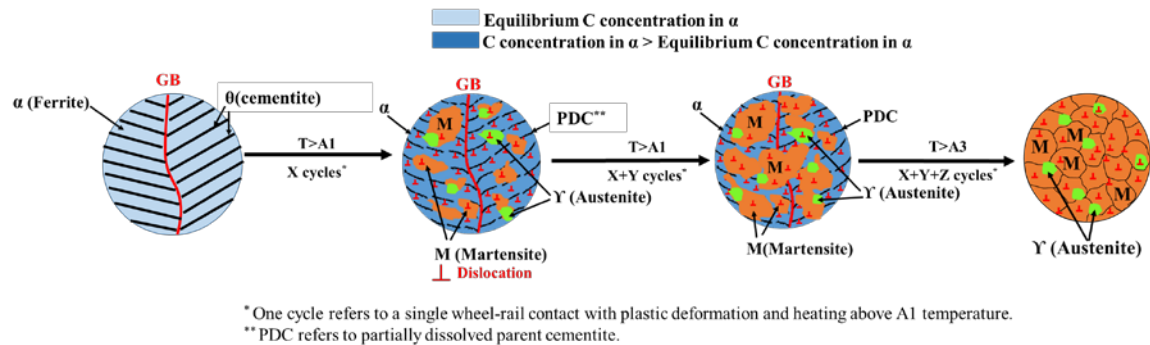 Equilibrium C concentration in α
C concentration in α > Equilibrium C concentration in α
GB
α (Ferrite)
θ(cementite)
T>A1
X cycles*
α
M
PDC**
ϒ (Austenite)
M (Martensite)
⊥ Dislocation
T>A1
X+Y cycles*
GB
α
M
M
PDC
ϒ (Austenite)
M(Martensite)
T>A3
X+Y+Z cycles*
M
M
M
M
ϒ (Austenite)
* One cycle refers to a single wheel-rail contact with plastic deformation and heating above A1 temperature.
** PDC refers to partially dissolved parent cementite.